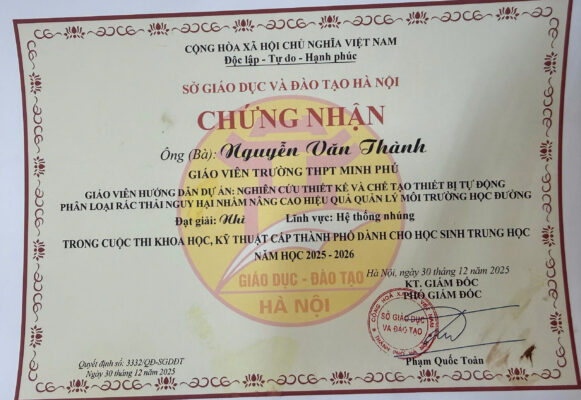 CỘNG HÒA XÃ HỘI CHỦ NGHĨA VIỆT NAM
Độc lập - Tự do - Hạnh phúc
SỞ GIÁO DỤC VÀ ĐÀO TẠO HÀ NỘI
CHỨNG NHẬN
Ông (Bà): Nguyễn Văn Thành
GIÁO VIÊN TRƯỜNG THPT MINH PHÚ
GIÁO VIÊN HƯỚNG DẪN DỰ ÁN: NGHIÊN CỨU THIẾT KẾ VÀ CHẾ TẠO THIẾT BỊ TỰ ĐỘNG
PHÂN LOẠI RÁC THẢI NGUY HẠI NHẰM NÂNG CAO HIỆU QUẢ QUẢN LÝ MÔI TRƯỜNG HỌC ĐƯỜNG
Đạt giải: Nhì Lĩnh vực: Hệ thống nhúng
TRONG CUỘC THI KHOA HỌC, KỸ THUẬT CẤP THÀNH PHỐ DÀNH CHO HỌC SINH TRUNG HỌC
NĂM HỌC 2025 - 2026
GIÁO DỤC - ĐÀO TẠO
HÀ NỘI
Hà Nội, ngày 30 tháng 12 năm 2025
KT. GIÁM ĐỐC
PHÓ GIÁM ĐỐC
SỞ GIÁO DỤC
VÀ ĐÀO TẠO
Phạm Quốc Toản
Quyết định số: 3332/QĐ-SGDĐT
Ngày 30 tháng 12 năm 2025